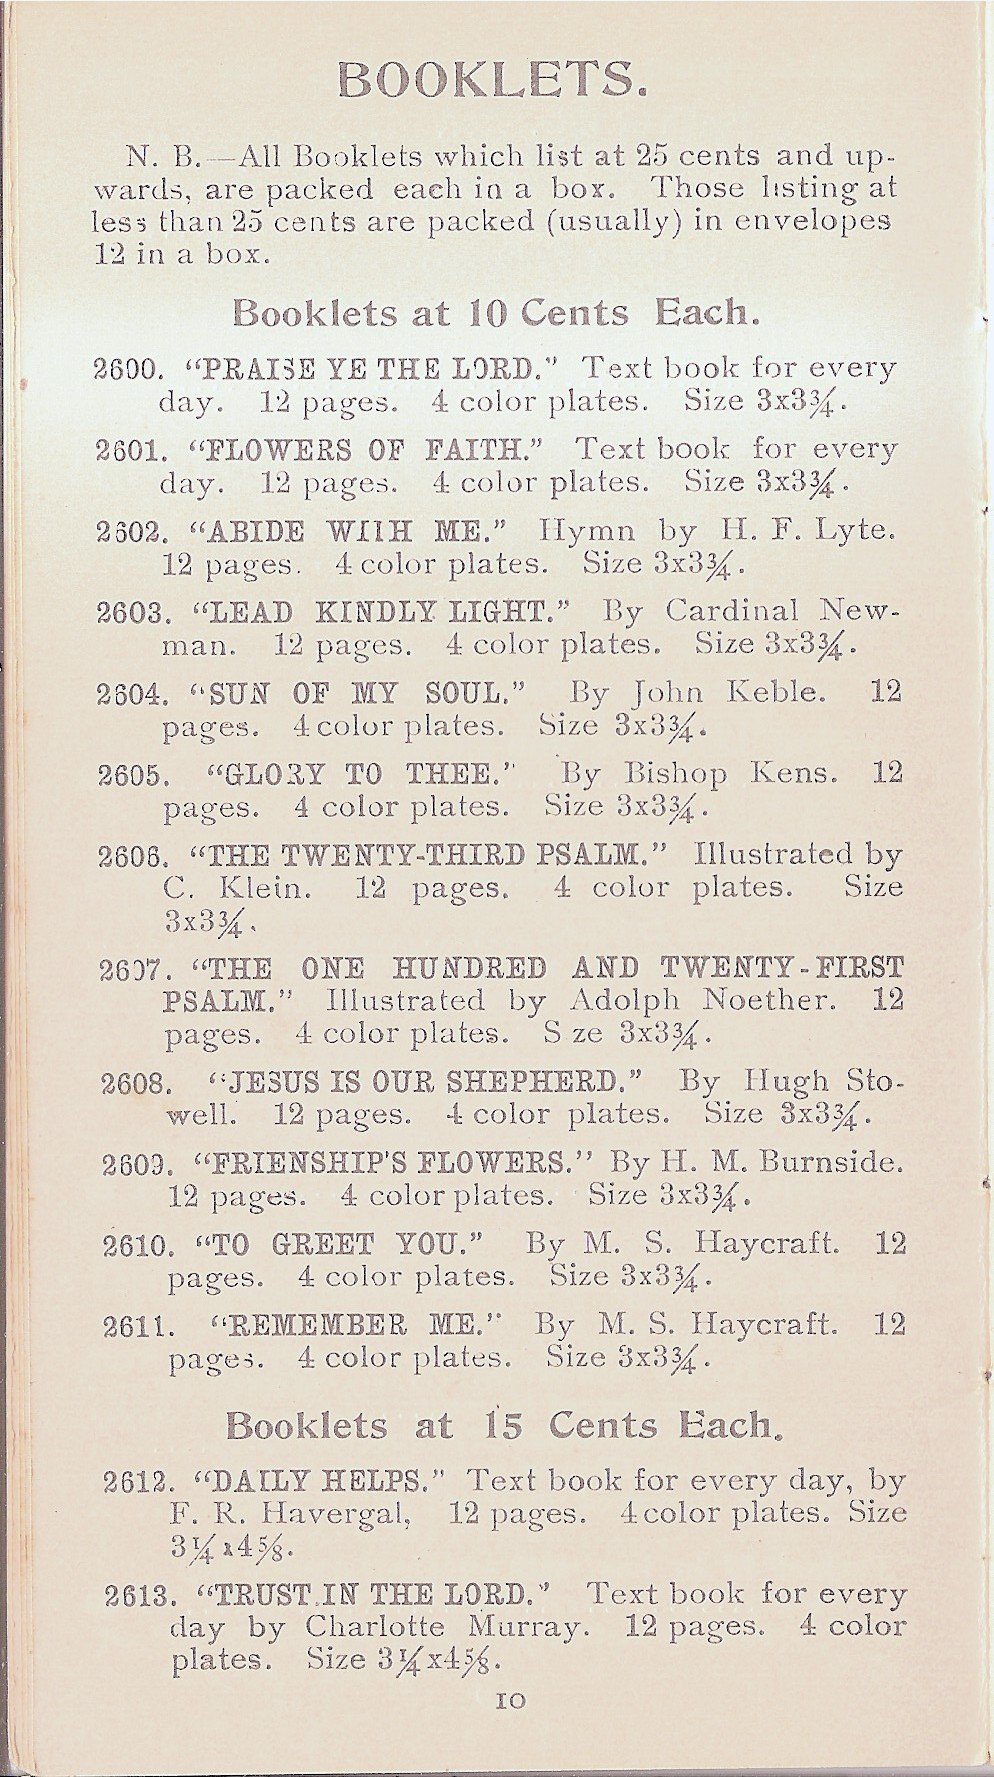 BOOKLETS.
N. B.—All Booklets which list at 25 cents and up-
wards, are packed each in a box. Those listing at
less than 25 cents are packed (usually) in envelopes
12 in a box.
Booklets at 10 Cents Each.
2600. “PRAISE YE THE LORD.” Text book for every
day. 12 pages. 4 color plates. Size 3x3¾.
2601. “FLOWERS OF FAITH.” Text book for every
day. 12 pages. 4 color plates. Size 3x3¾.
2602. “ABIDE WITH ME.” Hymn by H. F. Lyte.
12 pages. 4 color plates. Size 3x3¾.
2603. “LEAD KINDLY LIGHT.” By Cardinal New-
man. 12 pages. 4 color plates. Size 3x3¾.
2604. “SUN OF MY SOUL.” By John Keble. 12
pages. 4 color plates. Size 3x3¾.
2605. “GLORY TO THEE.” By Bishop Kens. 12
pages. 4 color plates. Size 3x3¾.
2606. “THE TWENTY-THIRD PSALM.” Illustrated by
C. Klein. 12 pages. 4 color plates. Size
3x3¾.
2607. “THE ONE HUNDRED AND TWENTY-FIRST
PSALM.” Illustrated by Adolph Noether. 12
pages. 4 color plates. S ze 3x3¾.
2608. “JESUS IS OUR SHEPHERD.” By Hugh Sto-
well. 12 pages. 4 color plates. Size 3x3¾.
2609. “FRIENSHIP'S FLOWERS.” By H. M. Burnside.
12 pages. 4 color plates. Size 3x3¾.
2610. “TO GREET YOU.” By M. S. Haycraft. 12
pages. 4 color plates. Size 3x3¾.
2611. “REMEMBER ME.” By M. S. Haycraft. 12
pages. 4 color plates. Size 3x3¾.
Booklets at 15 Cents Each.
2612. “DAILY HELPS.” Text book for every day, by
F. R. Havergal, 12 pages. 4 color plates. Size
3¼x4⅝.
2613. “TRUST IN THE LORD.” Text book for every
day by Charlotte Murray. 12 pages. 4 color
plates. Size 3¼x4⅝.
10